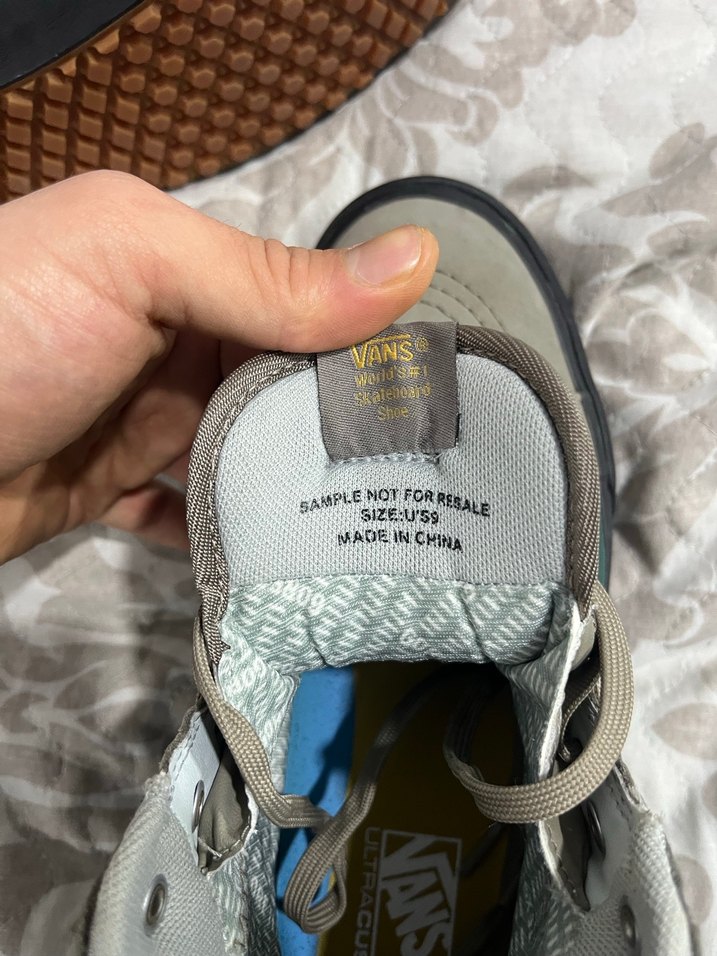 VANS®
World's #1
Skateboard
Shoe
SAMPLE NOT FOR RESALE
SIZE:U'S9
MADE IN CHINA
VANS
ULTRACUS